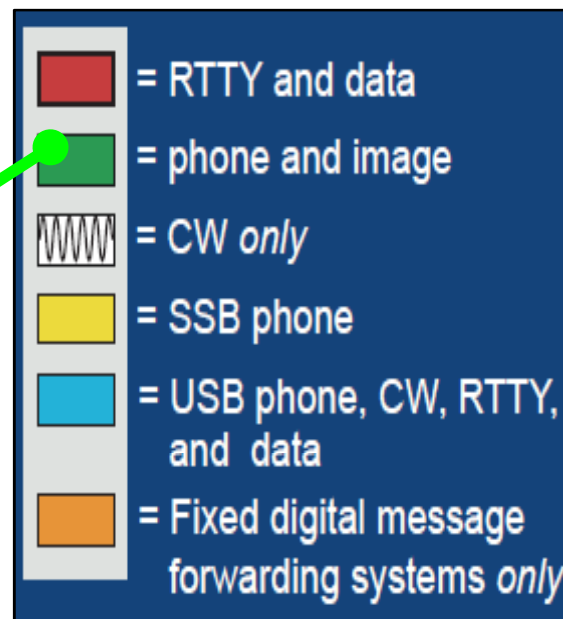 = RTTY and data
= phone and image
= CW only
= SSB phone
= USB phone, CW, RTTY,
and data
= Fixed digital message
forwarding systems only